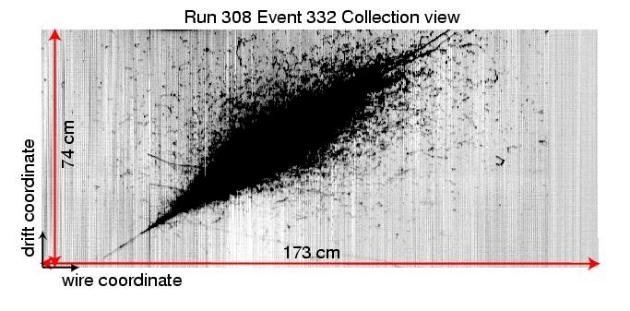 Run 308 Event 332 Collection view
74 cm
drift coordinate
173 cm
wire coordinate